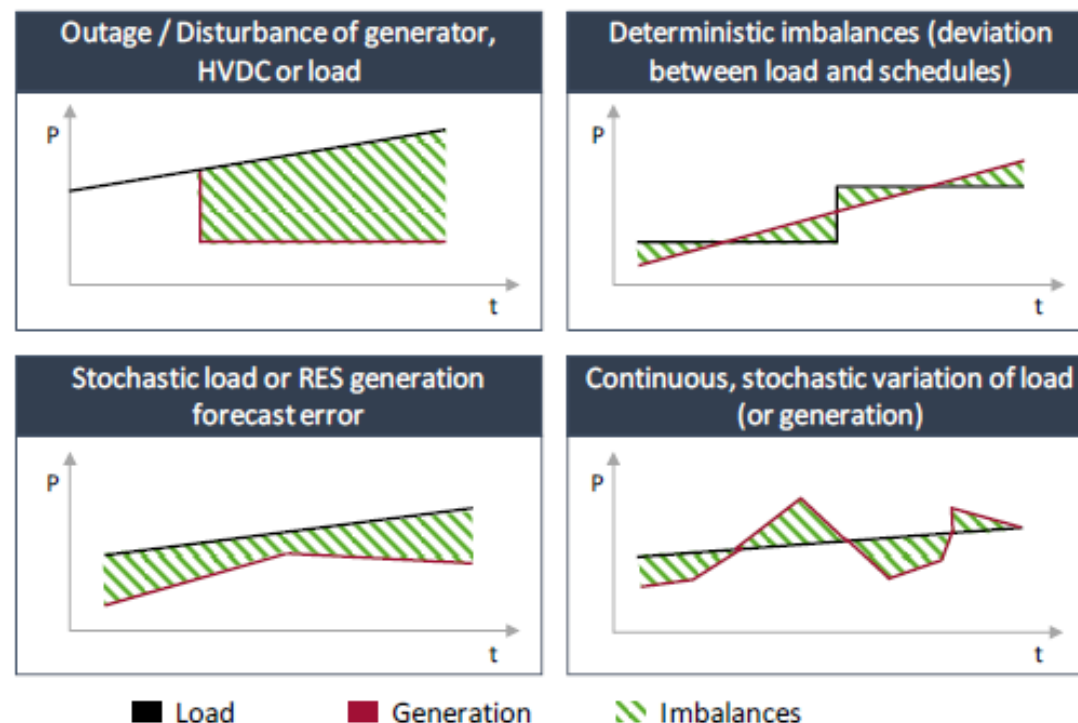 Outage / Disturbance of generator,
HVDC or load
P
t
Deterministic imbalances (deviation
between load and schedules)
P
t
Stochastic load or RES generation
forecast error
P
t
Continuous, stochastic variation of load
(or generation)
P
t
Load
Generation
Imbalances